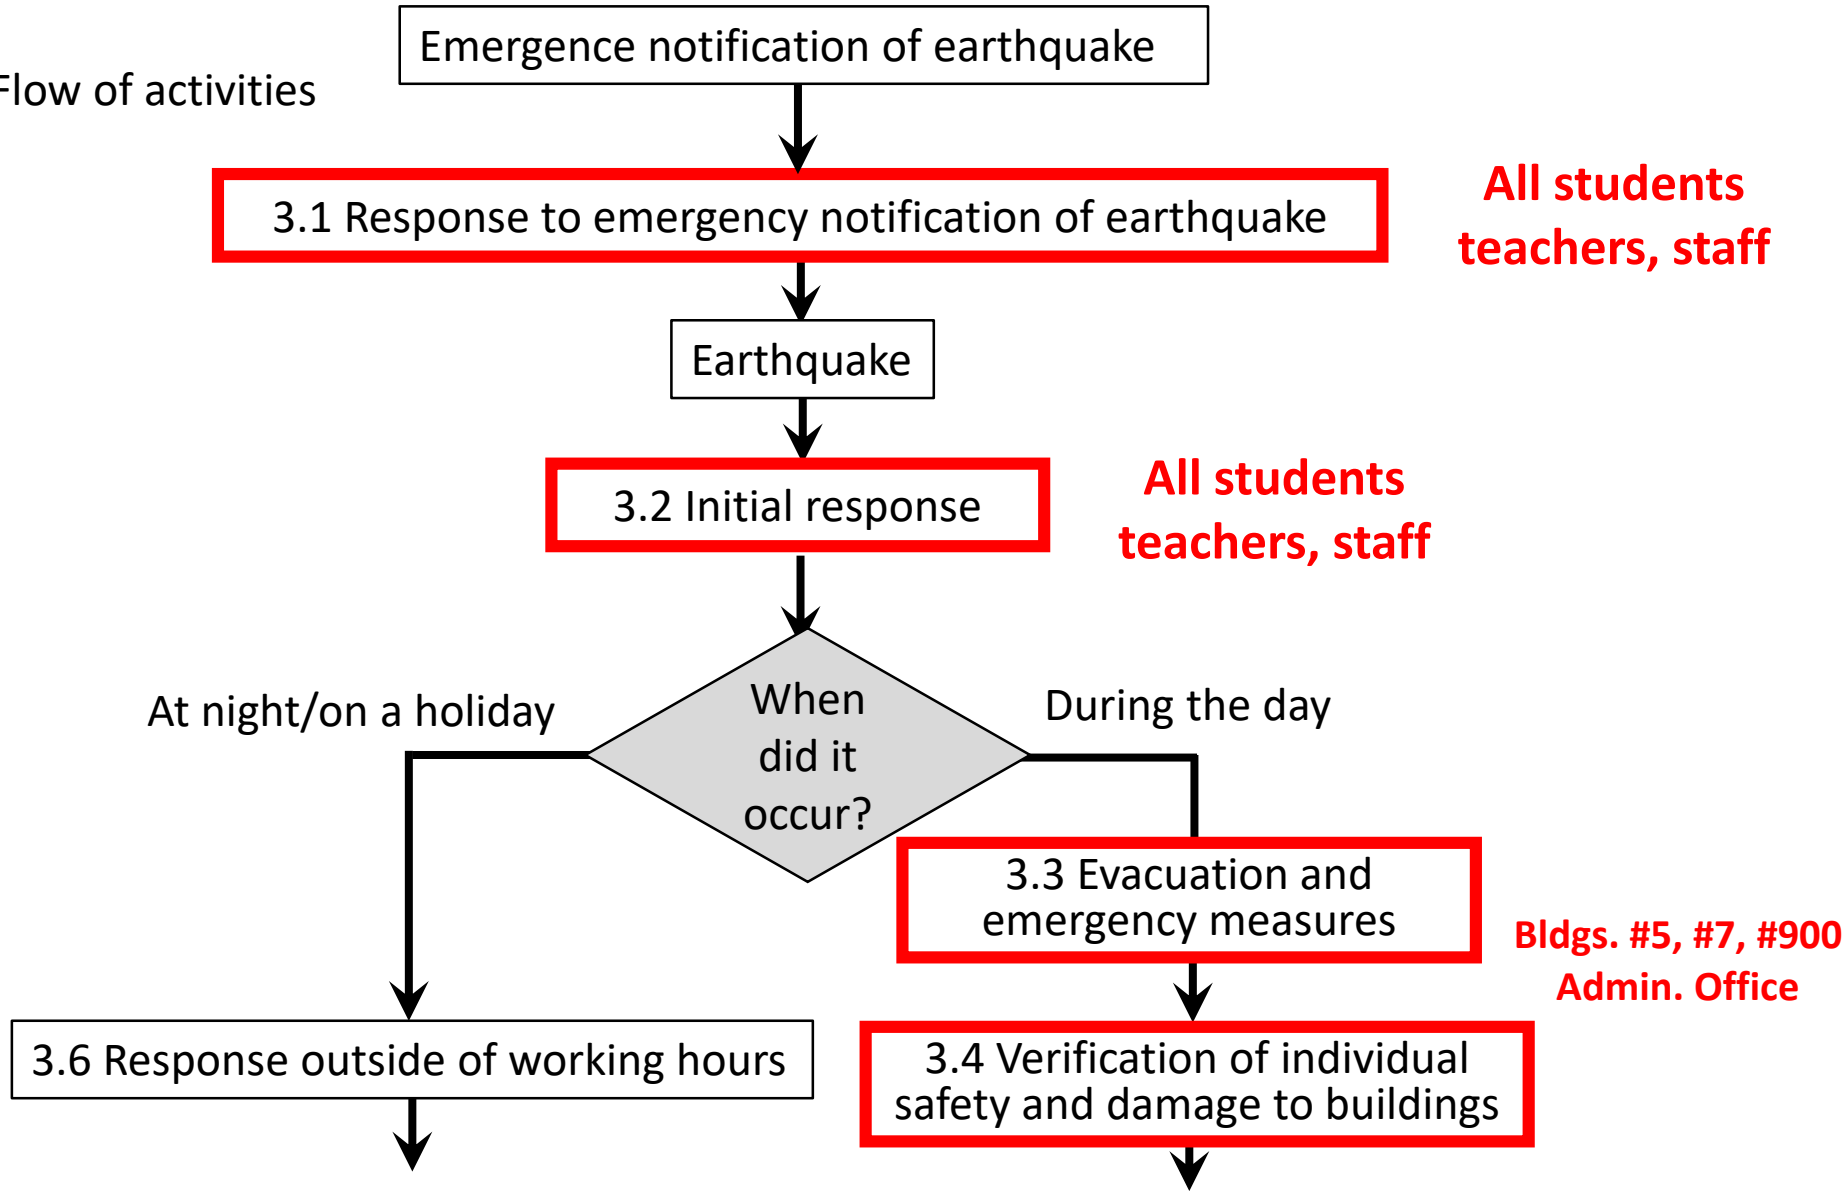 Emergence notification of earthquake
Flow of activities
3.1 Response to emergency notification of earthquake
All students
teachers, staff
Earthquake
3.2 Initial response
All students
teachers, staff
When
did it
occur?
At night/on a holiday
During the day
3.3 Evacuation and
emergency measures
Bldgs. #5, #7, #900
Admin. Office
3.6 Response outside of working hours
3.4 Verification of individual
safety and damage to buildings